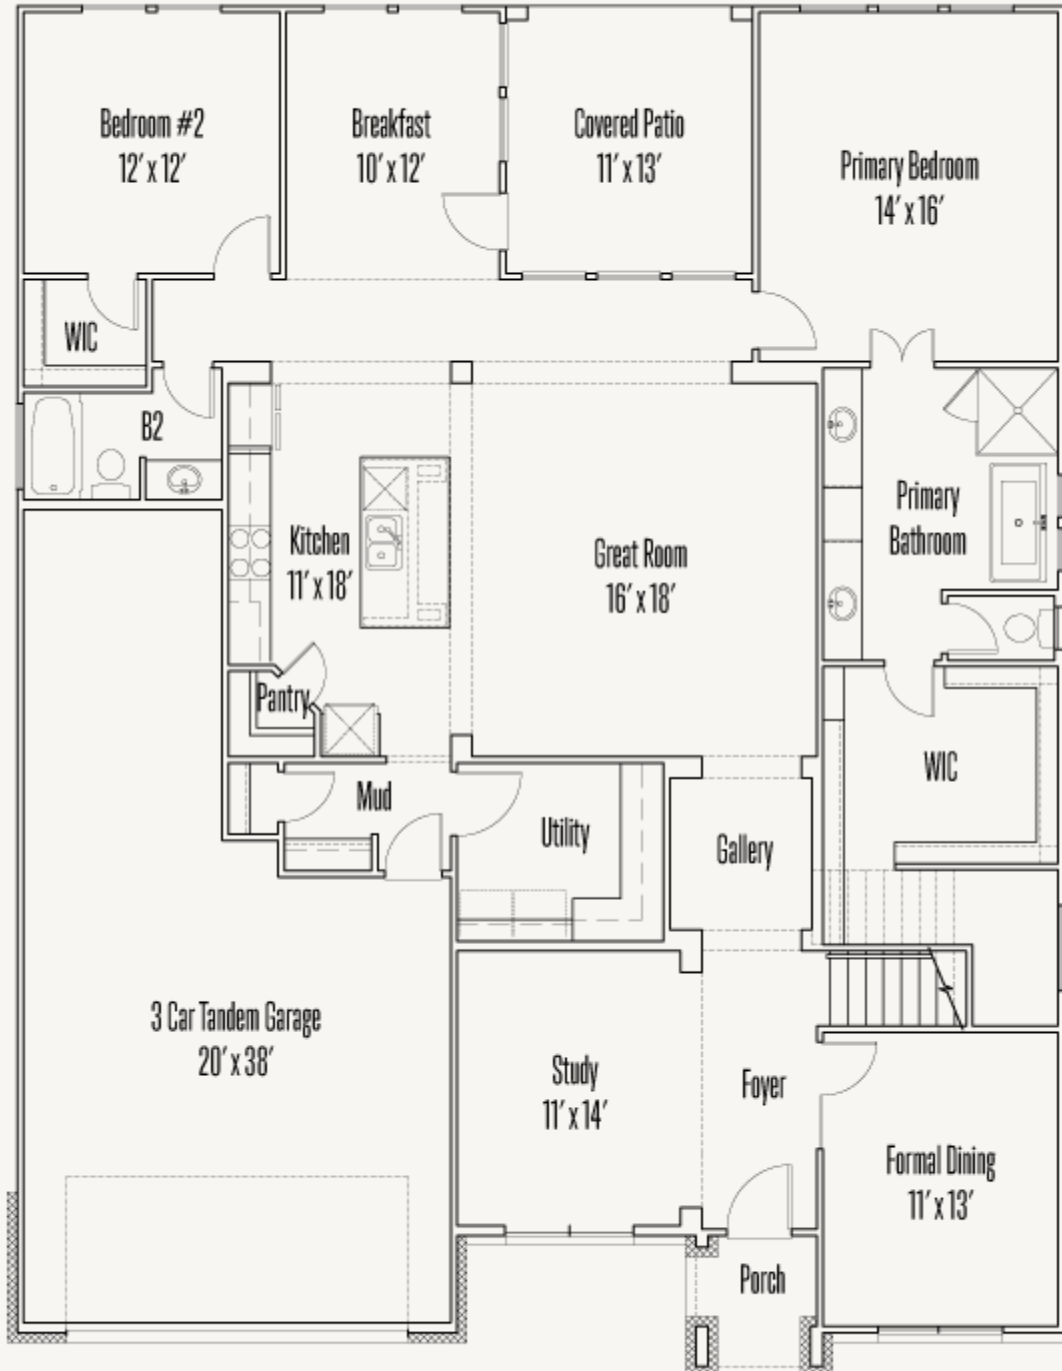 Bedroom #2
12' x 12'
Breakfast
10' x 12'
Covered Patio
11' x 13'
Primary Bedroom
14' x 16'
WIC
B2
Kitchen
11' x 18'
Great Room
16' x 18'
Primary
Bathroom
Pantry
Mud
Utility
Gallery
WIC
3 Car Tandem Garage
20' x 38'
Study
11' x 14'
Foyer
Formal Dining
11' x 13'
Porch